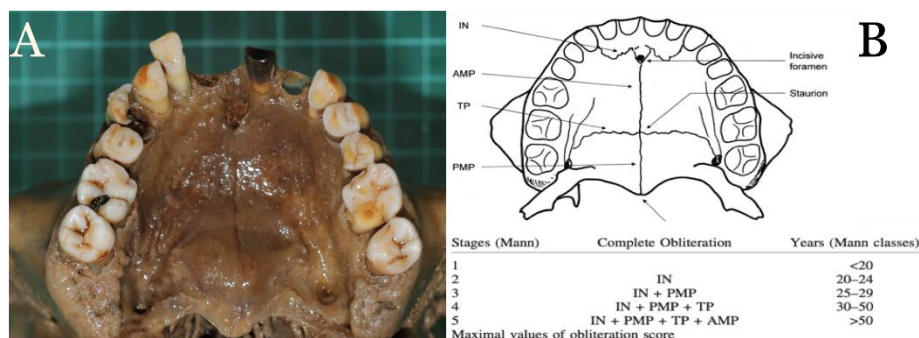 A
B
IN
AMP
TP
PMP
Incisive
foramen
Staurion
Stages (Mann) Complete Obliteration Years (Mann classes)
1 <20
2 IN 20–24
3 IN + PMP 25–29
4 IN + PMP + TP 30–50
5 IN + PMP + TP + AMP >50
Maximal values of obliteration score